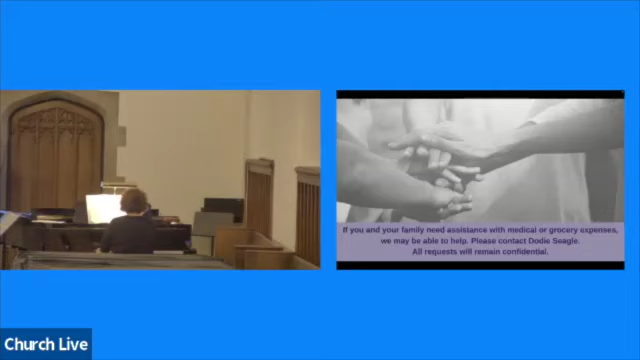 If you and your family need assistance with medical or grocery expenses,
we may be able to help. Please contact Dodie Seagle.
All requests will remain confidential.
Church Live